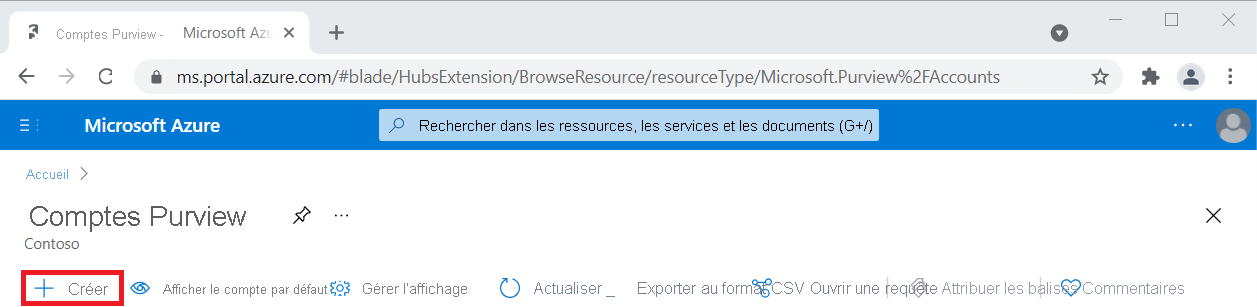 Comptes Purview - Microsoft Azu
ms.portal.azure.com/#blade/HubsExtension/BrowseResource/resourceType/Microsoft.Purview%2FAccounts
Microsoft Azure Rechercher dans les ressources, les services et les documents (G+/) ...
Accueil >
Comptes Purview ...
Contoso
Créer Afficher le compte par défaut Gérer l'affichage Actualiser _ Exporter au format CSV Ouvrir une requête Attribuer les balises Commentaires